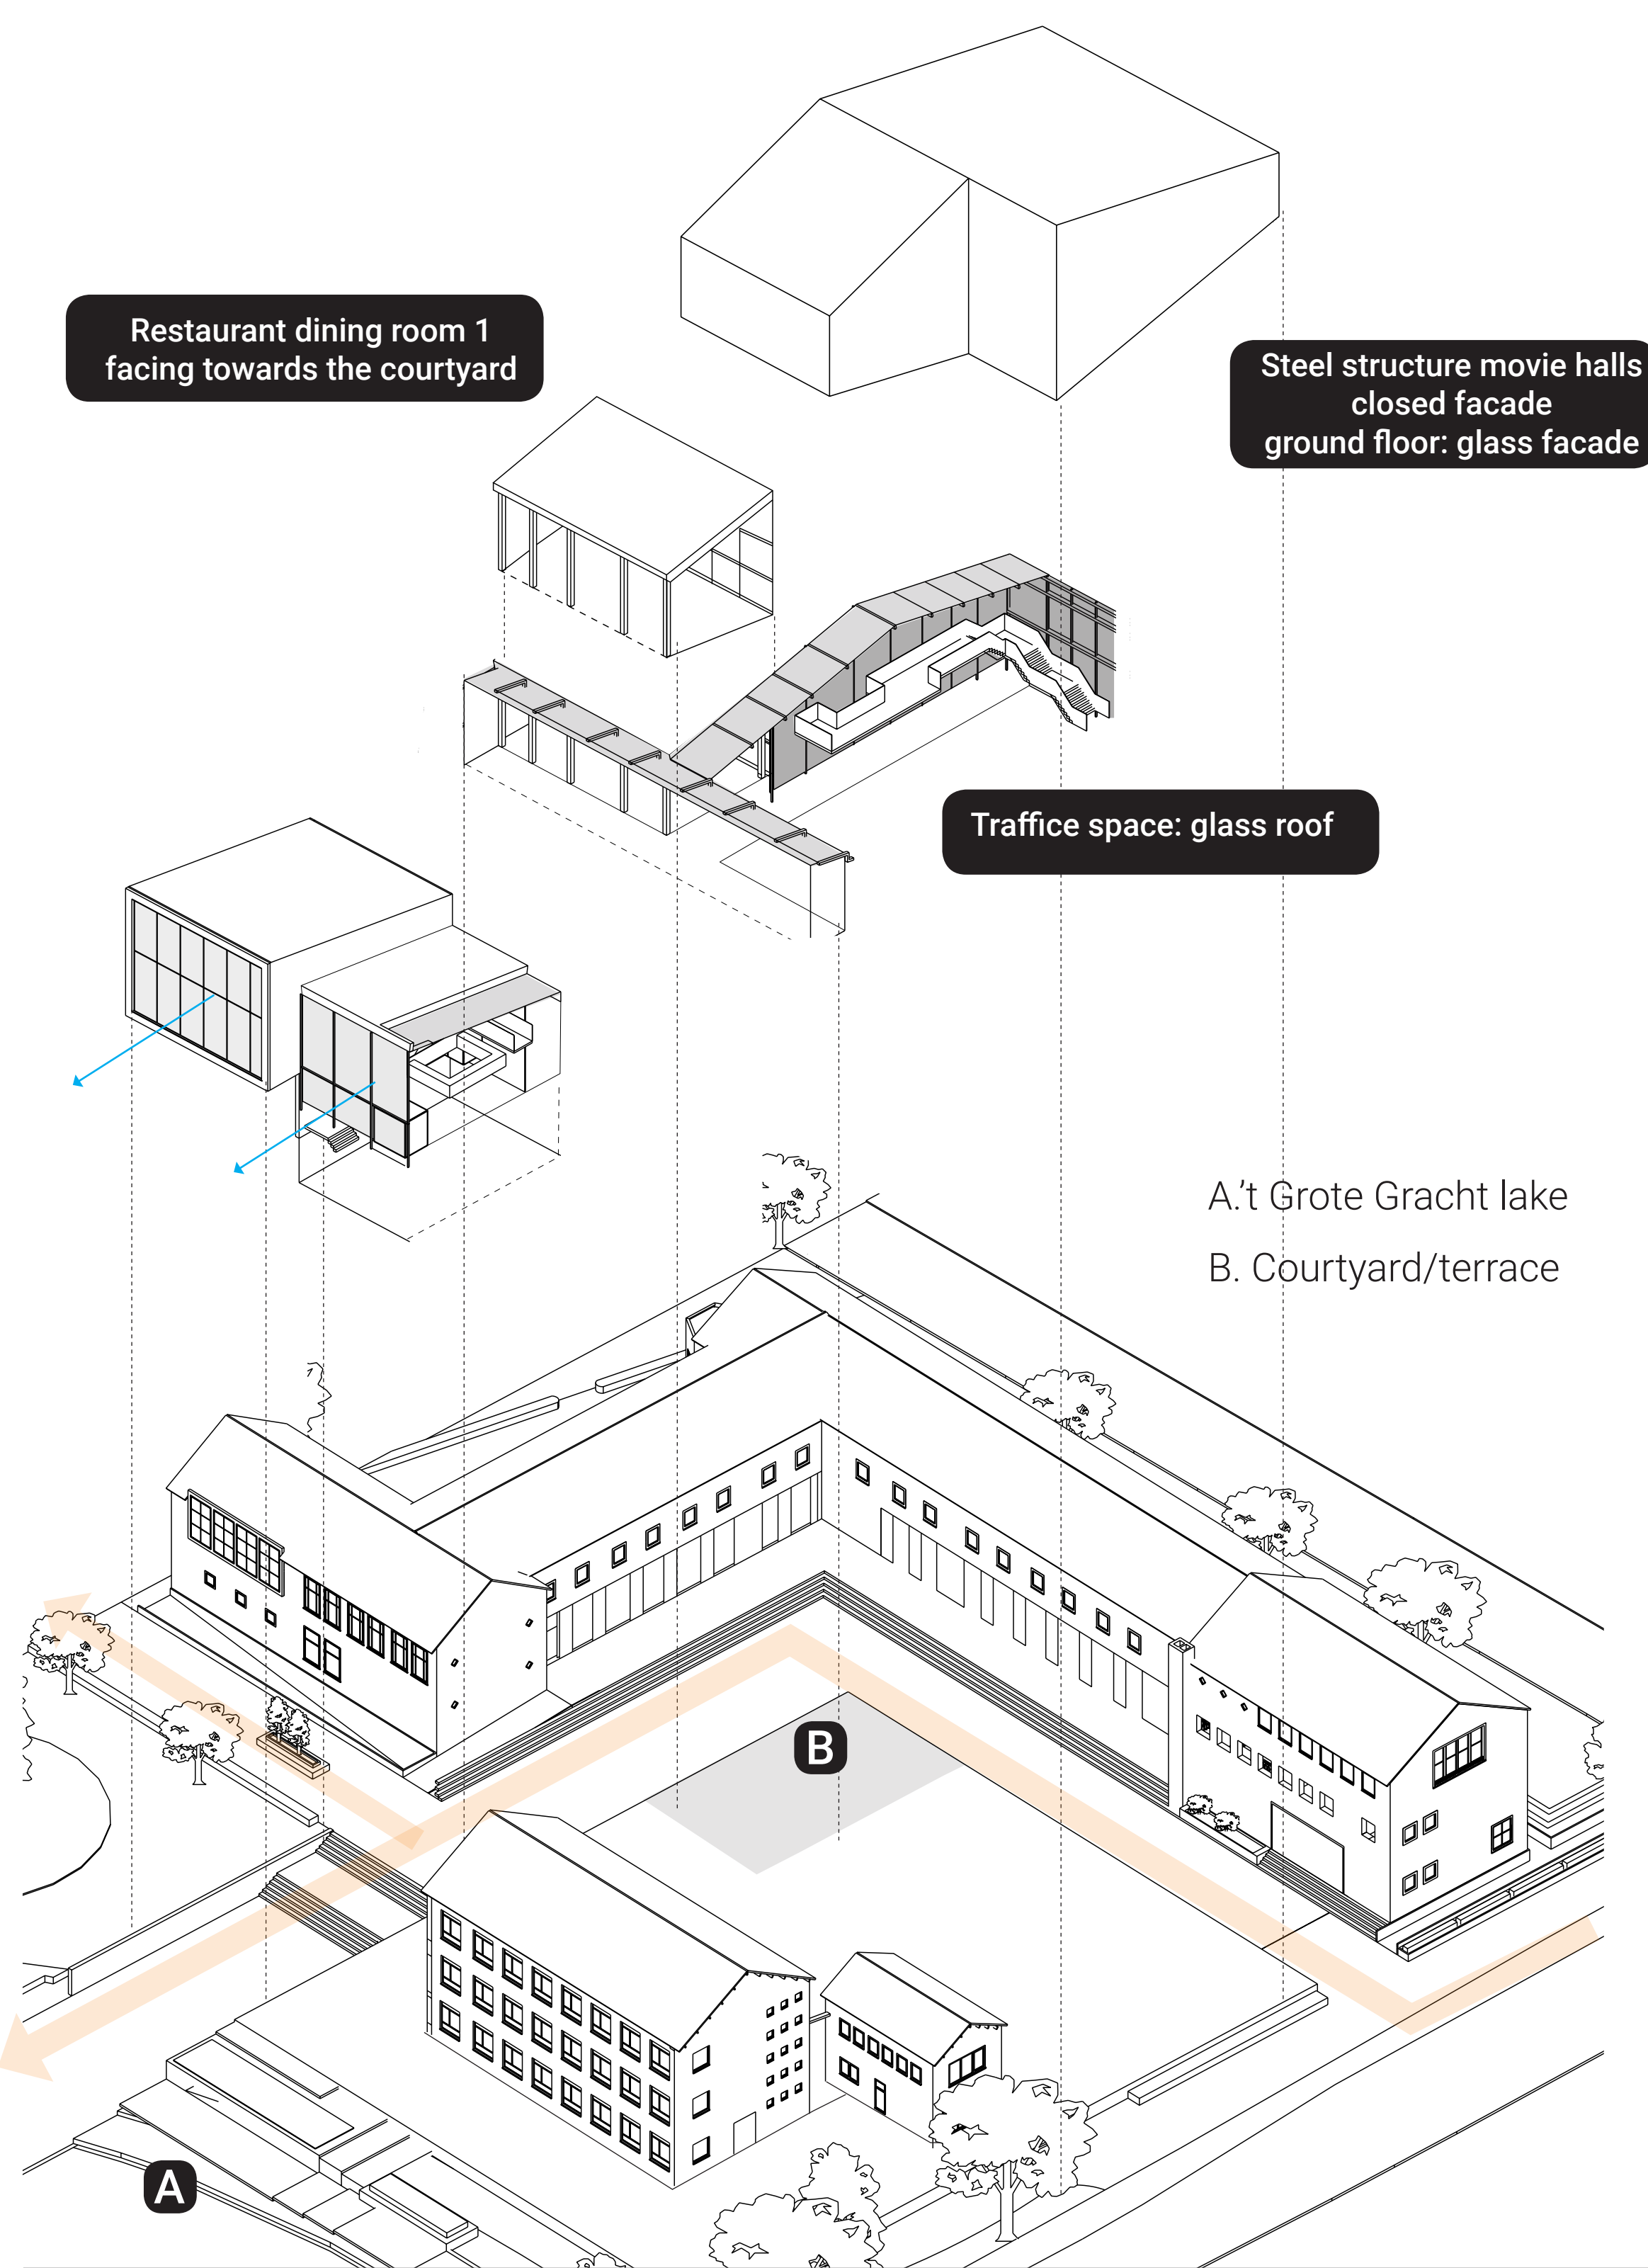 Restaurant dining room 1
facing towards the courtyard
Steel structure movie halls
closed facade
ground floor: glass facade
Traffice space: glass roof
A.'t Grote Gracht lake
B. Courtyard/terrace
B
A